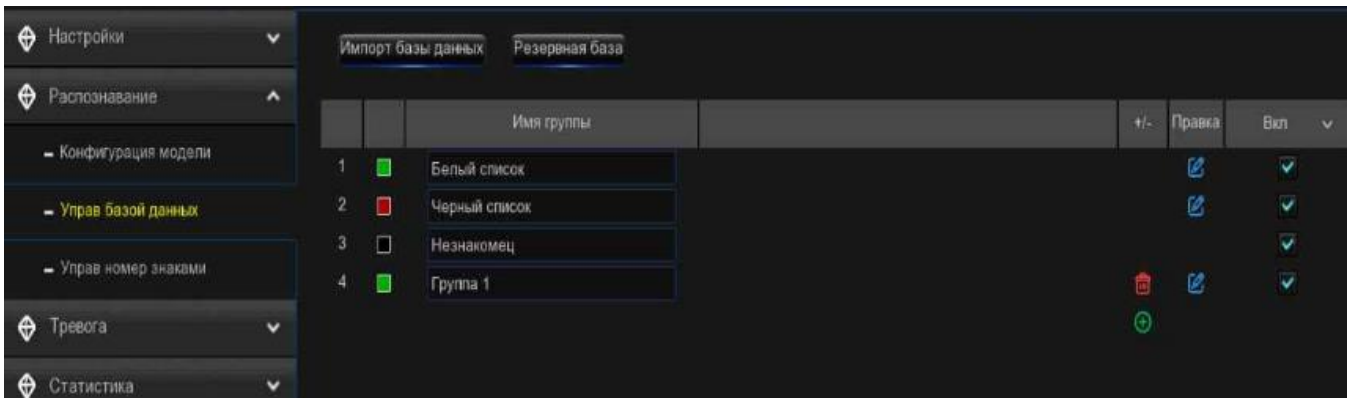 Настройки
Импорт базы данных Резервная база
Распознавание
Имя группы +/- Правка Вкл
– Конфигурация модели
1 Белый список
– Управ базой данных
2 Черный список
3 Незнакомец
– Управ номер знаками
4 Группа 1
Тревога
Статистика